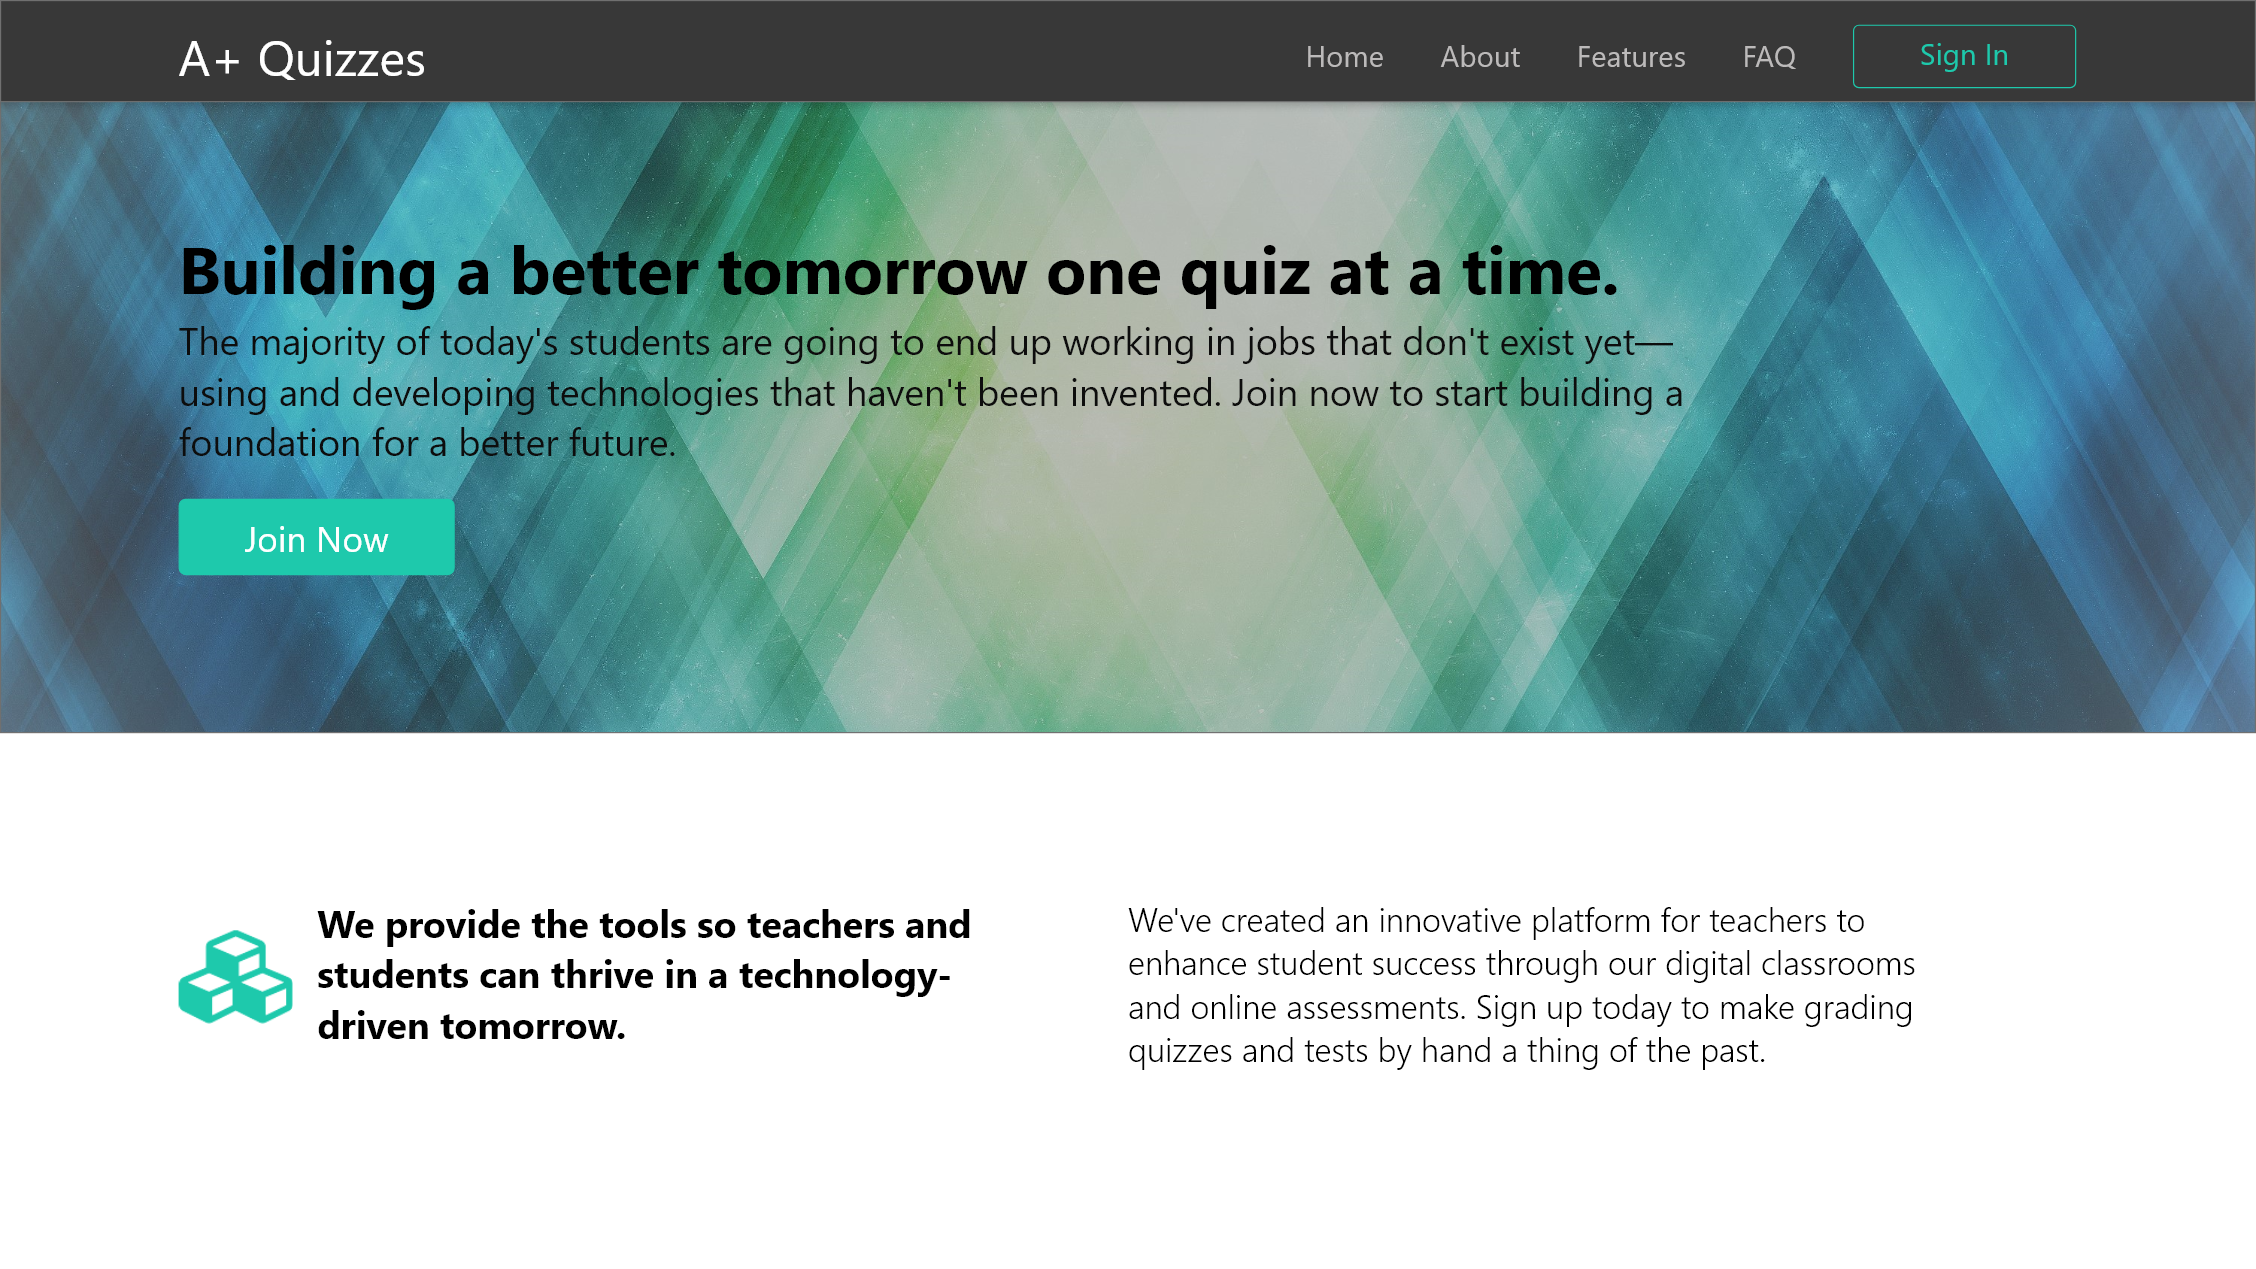 A+ Quizzes
Home About Features FAQ Sign In
Building a better tomorrow one quiz at a time.
The majority of today's students are going to end up working in jobs that don't exist yet—
using and developing technologies that haven't been invented. Join now to start building a
foundation for a better future.
Join Now
We provide the tools so teachers and
students can thrive in a technology-
driven tomorrow.
We've created an innovative platform for teachers to
enhance student success through our digital classrooms
and online assessments. Sign up today to make grading
quizzes and tests by hand a thing of the past.